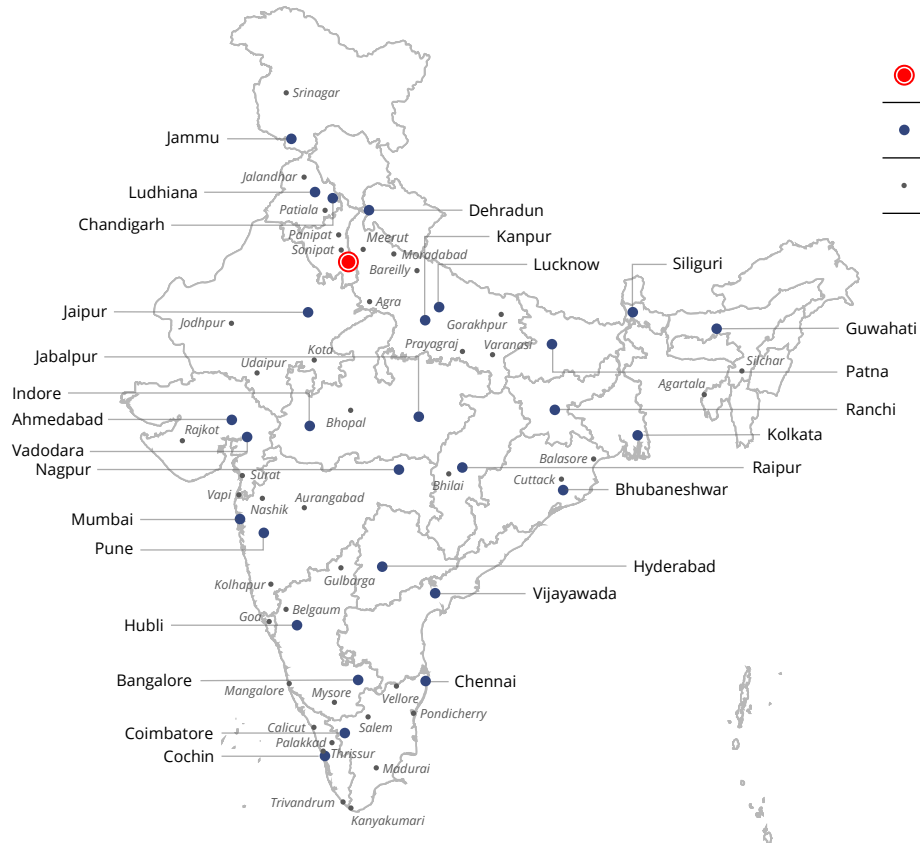 Srinagar
Jammu
Jalandhar
Ludhiana
Patiala
Chandigarh
Dehradun
Panipat
Meerut
Kanpur
Sonipat
Moradabad
Bareilly
Lucknow
Siliguri
Agra
Jaipur
Jodhpur
Gorakhpur
Guwahati
Prayagraj
Varanasi
Kota
Jabalpur
Udaipur
Silchar
Patna
Agartala
Indore
Ahmedabad
Bhopal
Ranchi
Rajkot
Kolkata
Vadodara
Nagpur
Surat
Balasore
Raipur
Bhilai
Cuttack
Vapi
Nashik
Aurangabad
Bhubaneshwar
Mumbai
Pune
Hyderabad
Gulbarga
Kolhapur
Vijayawada
Belgaum
Goa
Hubli
Bangalore
Chennai
Mangalore
Mysore
Vellore
Pondicherry
Salem
Calicut
Coimbatore
Palakkad
Thrissur
Cochin
Madurai
Trivandrum
Kanyakumari